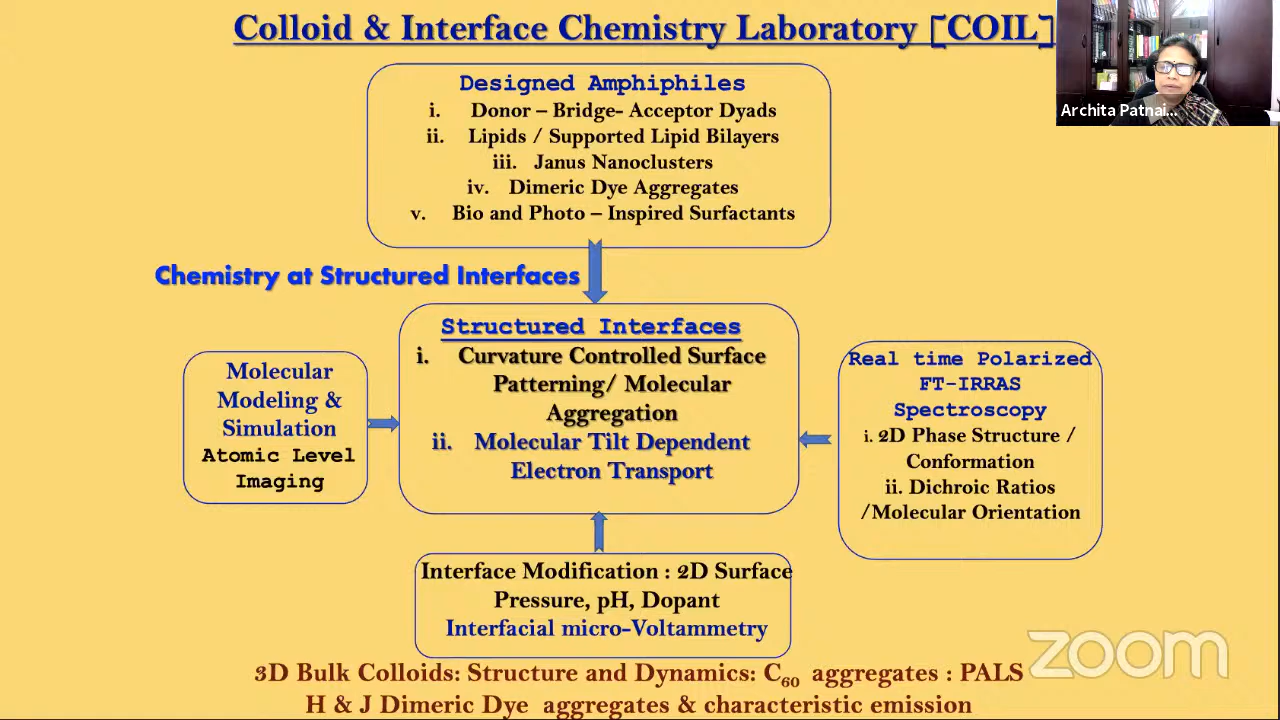 Colloid & Interface Chemistry Laboratory [COIL]
Archita Patnai...
Designed Amphiphiles
i. Donor – Bridge- Acceptor Dyads
ii. Lipids / Supported Lipid Bilayers
iii. Janus Nanoclusters
iv. Dimeric Dye Aggregates
v. Bio and Photo – Inspired Surfactants
Chemistry at Structured Interfaces
Structured Interfaces
i. Curvature Controlled Surface
Patterning/ Molecular
Aggregation
ii. Molecular Tilt Dependent
Electron Transport
Molecular
Modeling &
Simulation
Atomic Level
Imaging
Real time Polarized
FT-IRRAS
Spectroscopy
i. 2D Phase Structure /
Conformation
ii. Dichroic Ratios
/Molecular Orientation
Interface Modification : 2D Surface
Pressure, pH, Dopant
Interfacial micro-Voltammetry
3D Bulk Colloids: Structure and Dynamics: C60 aggregates : PALS
H & J Dimeric Dye aggregates & characteristic emission
zoom